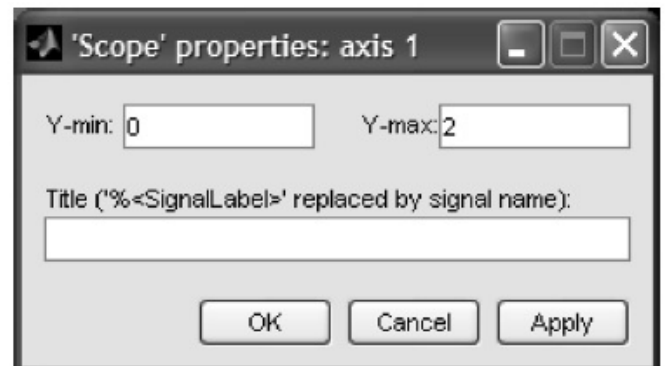 'Scope' properties: axis 1
Y-min: 0 Y-max: 2
Title ('%<SignalLabel>' replaced by signal name):
OK Cancel Apply